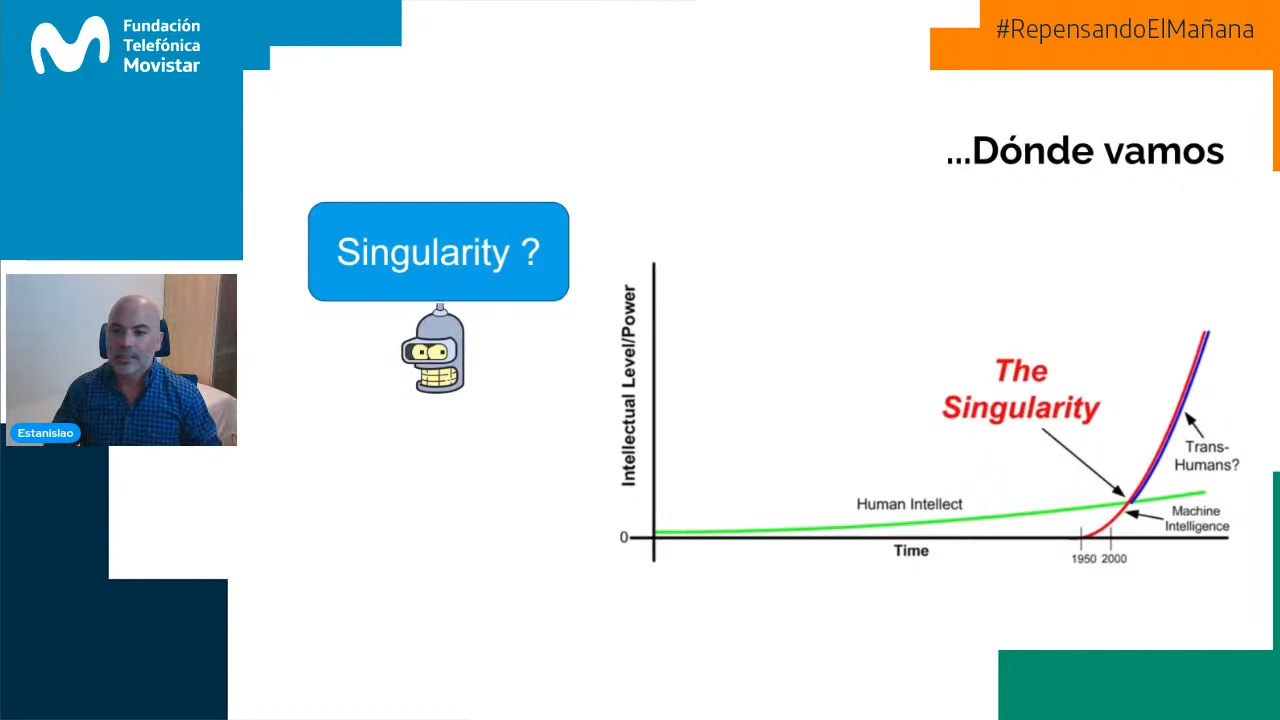 Fundación
Telefónica
Movistar
#RepensandoElMañana
...Dónde vamos
Singularity ?
Estanislao
Intellectual Level/Power
The
Singularity
Trans-
Humans?
Human Intellect
Machine
Intelligence
0
Time
1950 2000